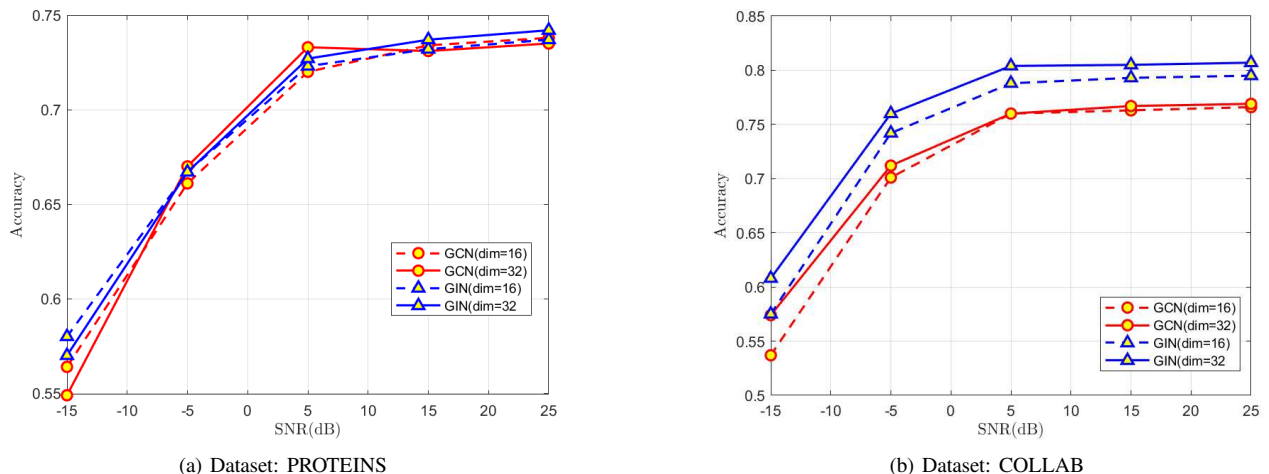 0.75
0.7
0.65
0.6
0.55
Accuracy
-15 -10 -5 0 5 10 15 20 25
SNR(dB)
GCN(dim=16)
GCN(dim=32)
GIN(dim=16)
GIN(dim=32
(a) Dataset: PROTEINS
0.85
0.8
0.75
0.7
0.65
0.6
0.55
0.5
Accuracy
-15 -10 -5 0 5 10 15 20 25
SNR(dB)
GCN(dim=16)
GCN(dim=32)
GIN(dim=16)
GIN(dim=32
(b) Dataset: COLLAB